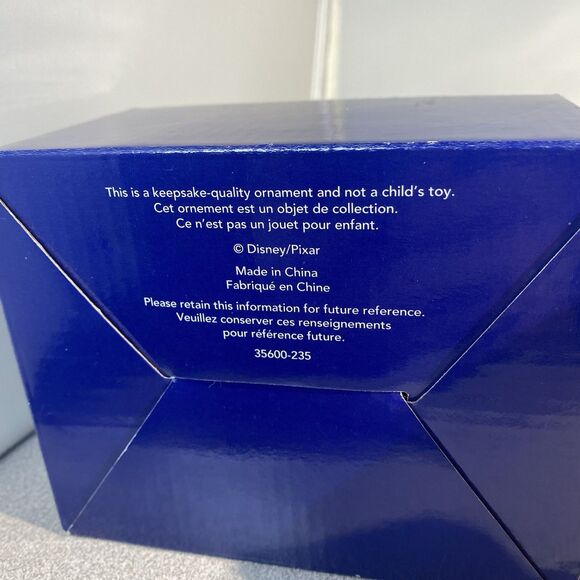 This is a keepsake-quality ornament and not a child's toy.
Cet ornement est un objet de collection.
Ce n'est pas un jouet pour enfant.
© Disney/Pixar
Made in China
Fabriqué en Chine
Please retain this information for future reference.
Veuillez conserver ces renseignements
pour référence future.
35600-235